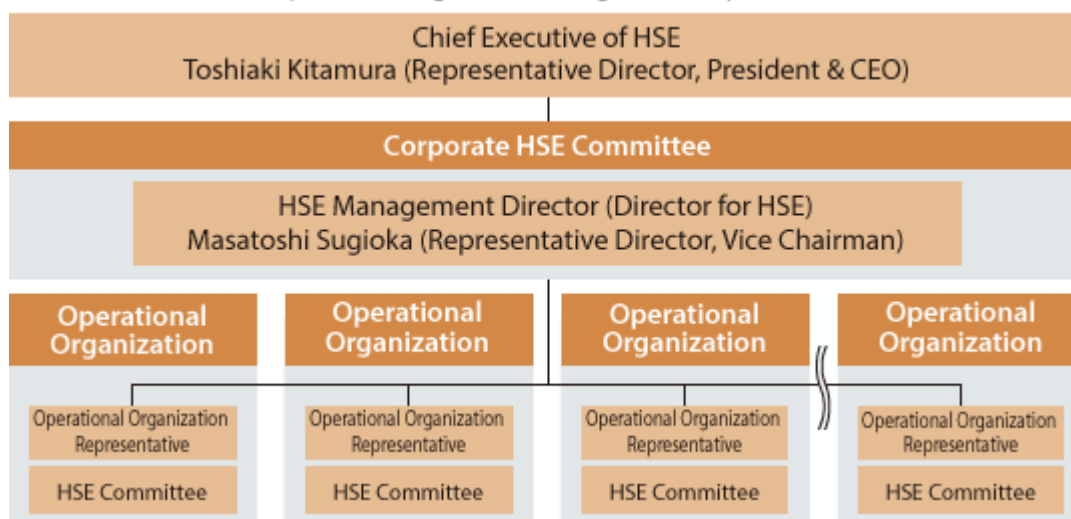 Chief Executive of HSE
Toshiaki Kitamura (Representative Director, President & CEO)
Corporate HSE Committee
HSE Management Director (Director for HSE)
Masatoshi Sugioka (Representative Director, Vice Chairman)
Operational
Organization
Operational Organization
Representative
HSE Committee
Operational
Organization
Operational Organization
Representative
HSE Committee
Operational
Organization
Operational Organization
Representative
HSE Committee
Operational
Organization
Operational Organization
Representative
HSE Committee